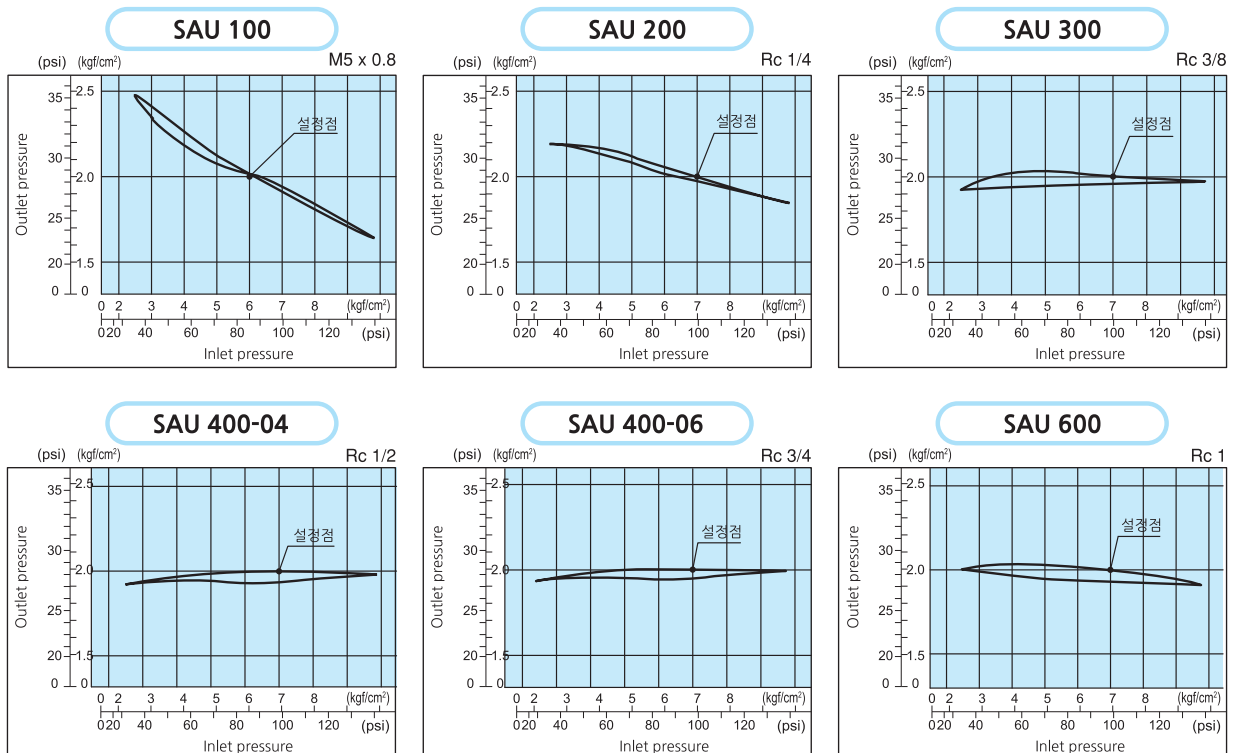 SAU 100
(psi) (kgf/cm²) M5 x 0.8
35 2.5
설정점
30 2.0
25
20 1.5
0 0
Outlet pressure
0 2 3 4 5 6 7 8 (kgf/cm²)
0 20 40 60 80 100 120 (psi)
Inlet pressure
SAU 200
(psi) (kgf/cm²) Rc 1/4
35 2.5
설정점
30 2.0
25
20 1.5
0 0
Outlet pressure
0 2 3 4 5 6 7 8 (kgf/cm²)
0 20 40 60 80 100 120 (psi)
Inlet pressure
SAU 300
(psi) (kgf/cm²) Rc 3/8
35 2.5
설정점
30 2.0
25
20 1.5
0 0
Outlet pressure
0 2 3 4 5 6 7 8 (kgf/cm²)
0 20 40 60 80 100 120 (psi)
Inlet pressure
SAU 400-04
(psi) (kgf/cm²) Rc 1/2
35 2.5
설정점
30 2.0
25
20 1.5
0 0
Outlet pressure
0 2 3 4 5 6 7 8 (kgf/cm²)
0 20 40 60 80 100 120 (psi)
Inlet pressure
SAU 400-06
(psi) (kgf/cm²) Rc 3/4
35 2.5
설정점
30 2.0
25
20 1.5
0 0
Outlet pressure
0 2 3 4 5 6 7 8 (kgf/cm²)
0 20 40 60 80 100 120 (psi)
Inlet pressure
SAU 600
(psi) (kgf/cm²) Rc 1
35 2.5
설정점
30 2.0
25
20 1.5
0 0
Outlet pressure
0 2 3 4 5 6 7 8 (kgf/cm²)
0 20 40 60 80 100 120 (psi)
Inlet pressure